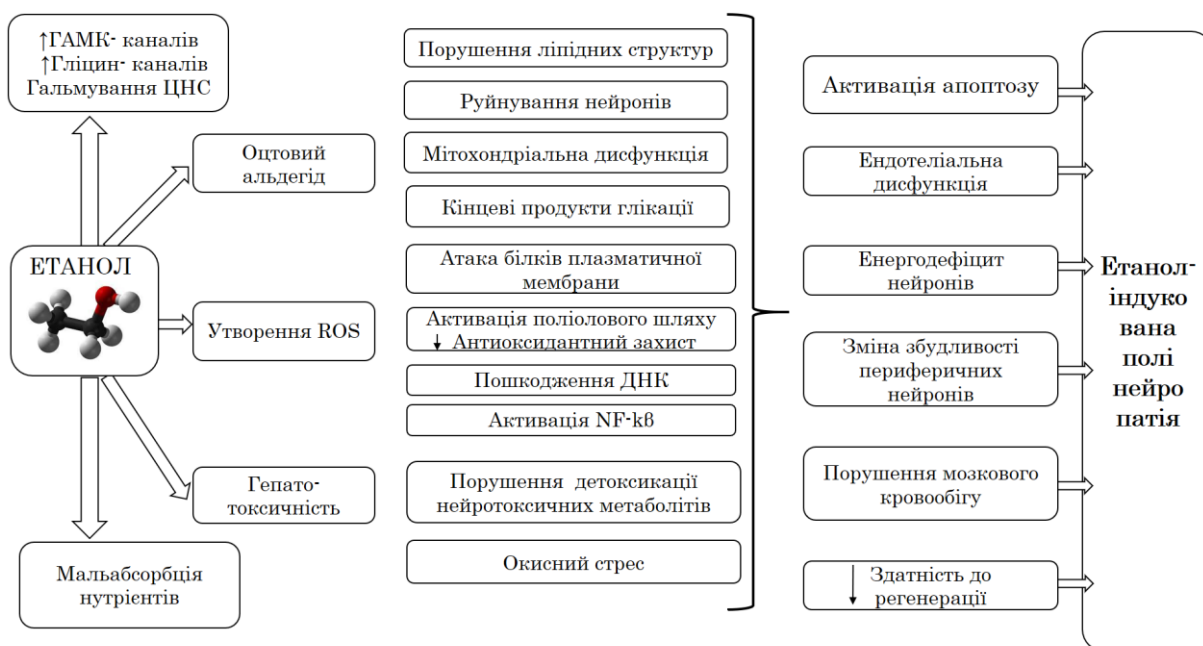 ↑ГАМК- каналів
↑Гліцин- каналів
Гальмування ЦНС
Оцтовий
альдегід
ЕТАНОЛ
Утворення ROS
Гепато-
токсичність
Мальабсорбція
нутрієнтів
Порушення ліпідних структур
Руйнування нейронів
Мітохондріальна дисфункція
Кінцеві продукти глікації
Атака білків плазматичної
мембрани
Активація поліолового шляху
↓ Антиоксидантний захист
Пошкодження ДНК
Активація NF-kβ
Порушення детоксикації
нейротоксичних метаболітів
Окисний стрес
Активація апоптозу
Ендотеліальна
дисфункція
Енергодефіцит
нейронів
Зміна збудливості
периферичних
нейронів
Порушення мозкового
кровообігу
↓ Здатність до
регенерації
Етанол-
індуко
вана
полі
нейро
патія